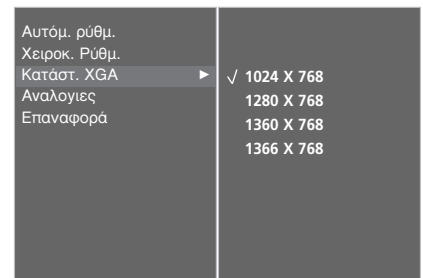 Αυτόμ. ρύθμ.
Χειροκ. Ρύθμ.
Κατάστ. XGA
Αναλογιες
Επαναφορά
1024 X 768
1280 X 768
1360 X 768
1366 X 768